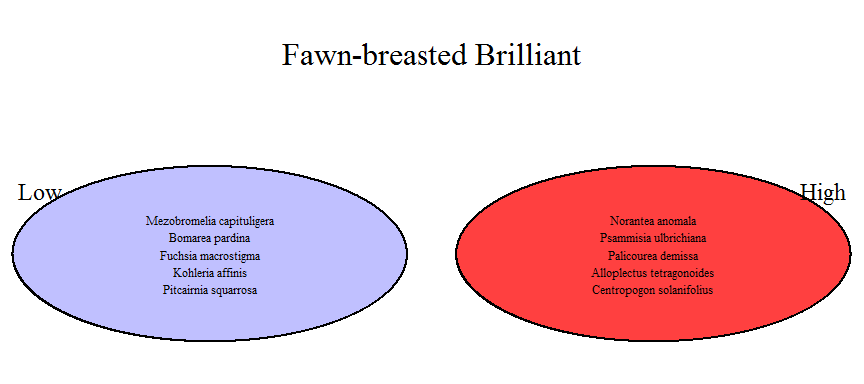 Fawn-breasted Brilliant
Low
High
Mezobromelia capituligera
Bomarea pardina
Fuchsia macrostigma
Kohleria affinis
Pitcairnia squarrosa
Norantea anomala
Psammisia ulbrichiana
Palicourea demissa
Alloplectus tetragonoides
Centropogon solanifolius